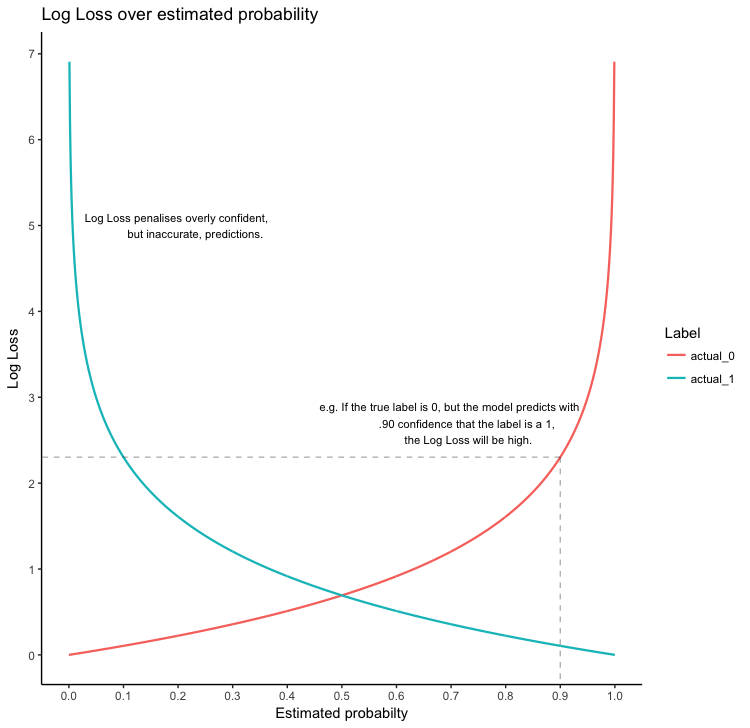 Log Loss over estimated probability
7
6
5
4
3
2
1
0
Log Loss
Log Loss penalises overly confident,
but inaccurate, predictions.
e.g. If the true label is 0, but the model predicts with
.90 confidence that the label is a 1,
the Log Loss will be high.
Label
actual_0
actual_1
0.0 0.1 0.2 0.3 0.4 0.5 0.6 0.7 0.8 0.9 1.0
Estimated probabilty